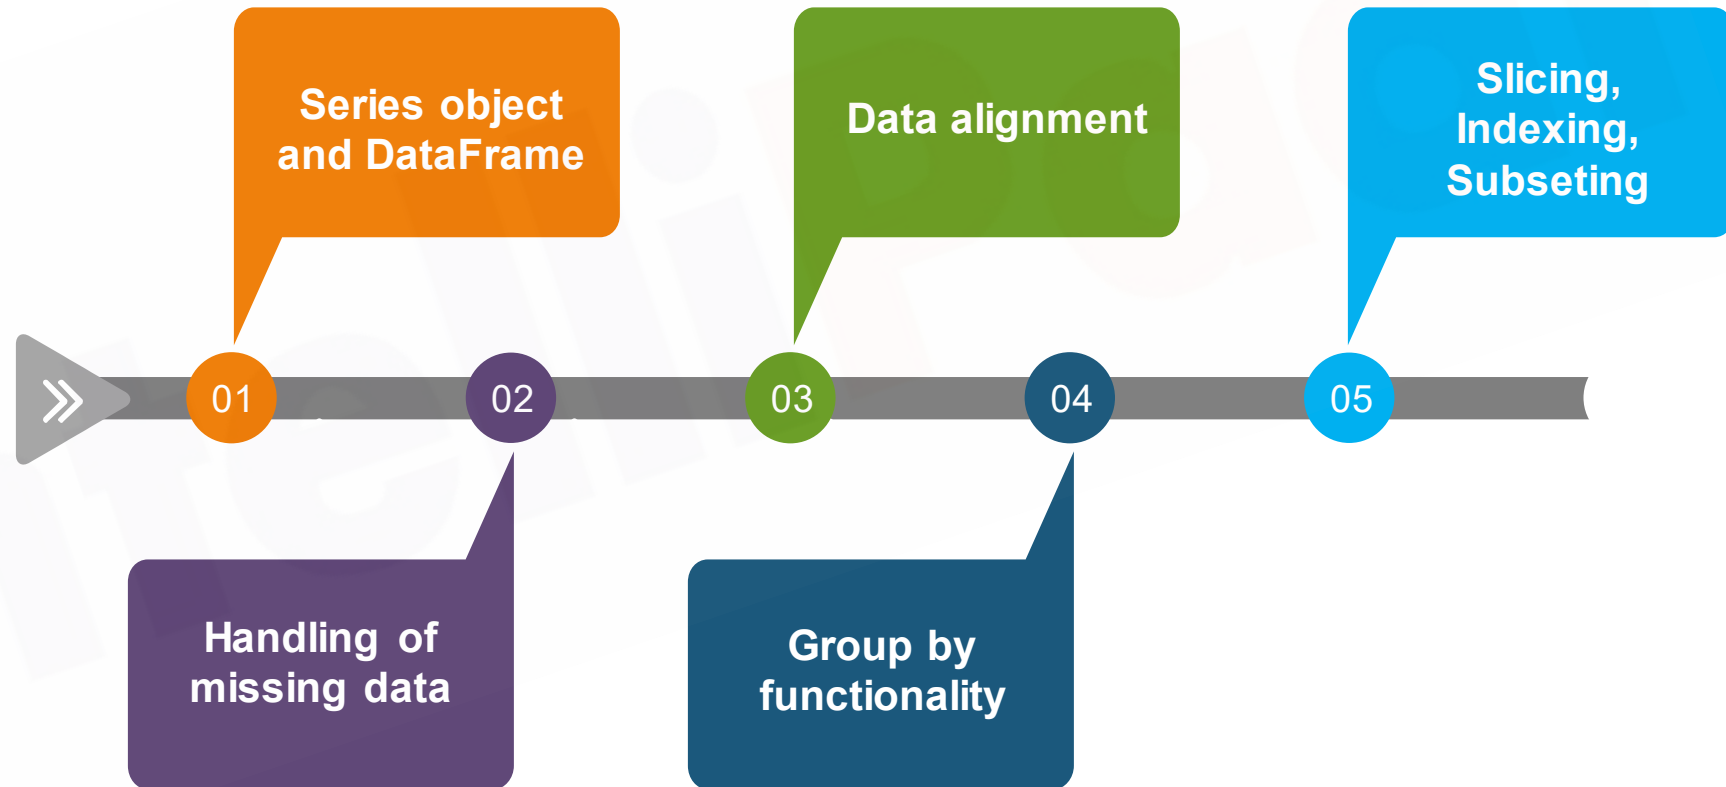 Series object
and DataFrame
Data alignment
Slicing,
Indexing,
Subseting
01
02
03
04
05
Handling of
missing data
Group by
functionality